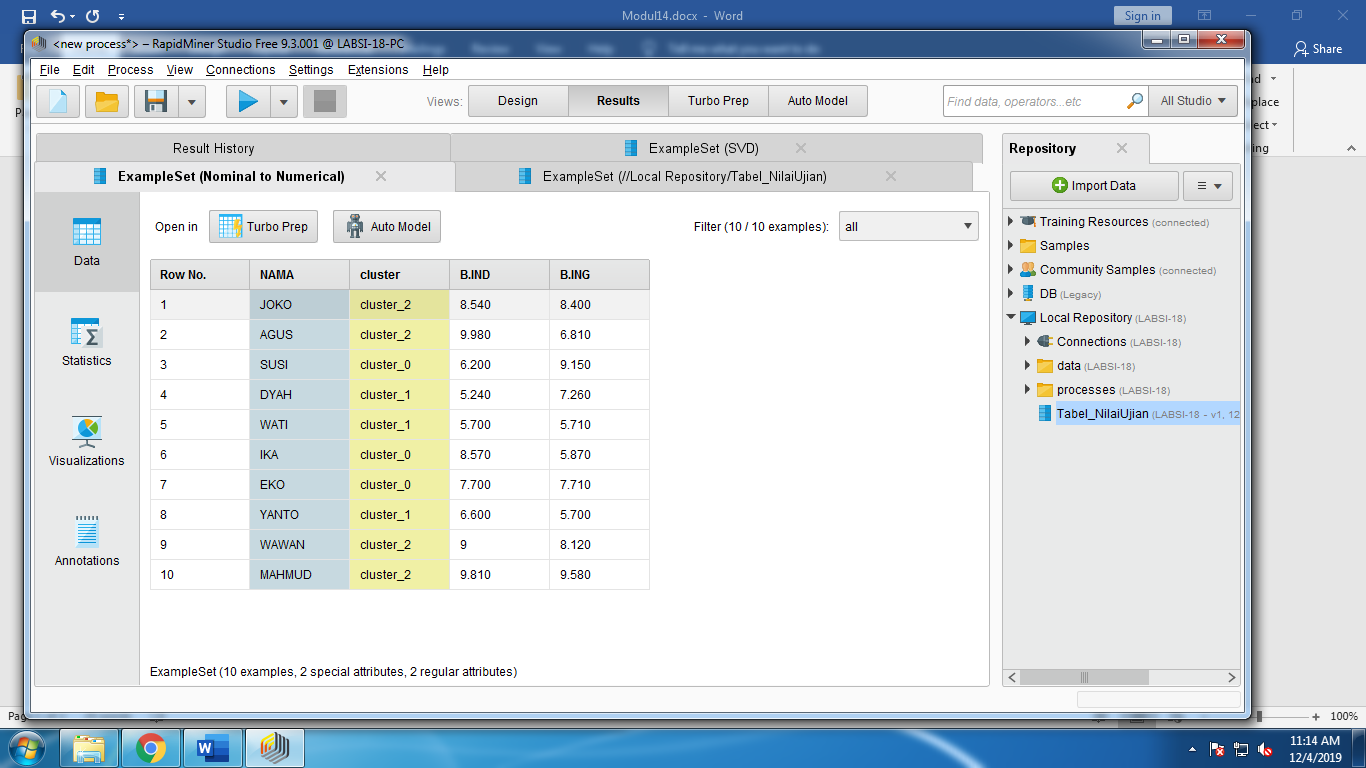 Modul14.docx - Word
Sign in
<new process*> – RapidMiner Studio Free 9.3.001 @ LABSI-18-PC
View
Help
Tell me what you want to do
Share
File Edit Process View Connections Settings Extensions Help
Views: Design Results Turbo Prep Auto Model
Find data, operators...etc
All Studio
Result History
ExampleSet (SVD)
ExampleSet (Nominal to Numerical)
ExampleSet (//Local Repository/Tabel_NilaiUjian)
Data
Statistics
Visualizations
Annotations
Open in Turbo Prep Auto Model
Filter (10 / 10 examples): all
Row No. NAMA cluster B.IND B.ING
1 JOKO cluster_2 8.540 8.400
2 AGUS cluster_2 9.980 6.810
3 SUSI cluster_0 6.200 9.150
4 DYAH cluster_1 5.240 7.260
5 WATI cluster_1 5.700 5.710
6 IKA cluster_0 8.570 5.870
7 EKO cluster_0 7.700 7.710
8 YANTO cluster_1 6.600 5.700
9 WAWAN cluster_2 9 8.120
10 MAHMUD cluster_2 9.810 9.580
ExampleSet (10 examples, 2 special attributes, 2 regular attributes)
Repository
Import Data
Training Resources (connected)
Samples
Community Samples (connected)
DB (Legacy)
Local Repository (LABSI-18)
Connections (LABSI-18)
data (LABSI-18)
processes (LABSI-18)
Tabel_NilaiUjian (LABSI-18 - v1, 12
100%
11:14 AM
12/4/2019